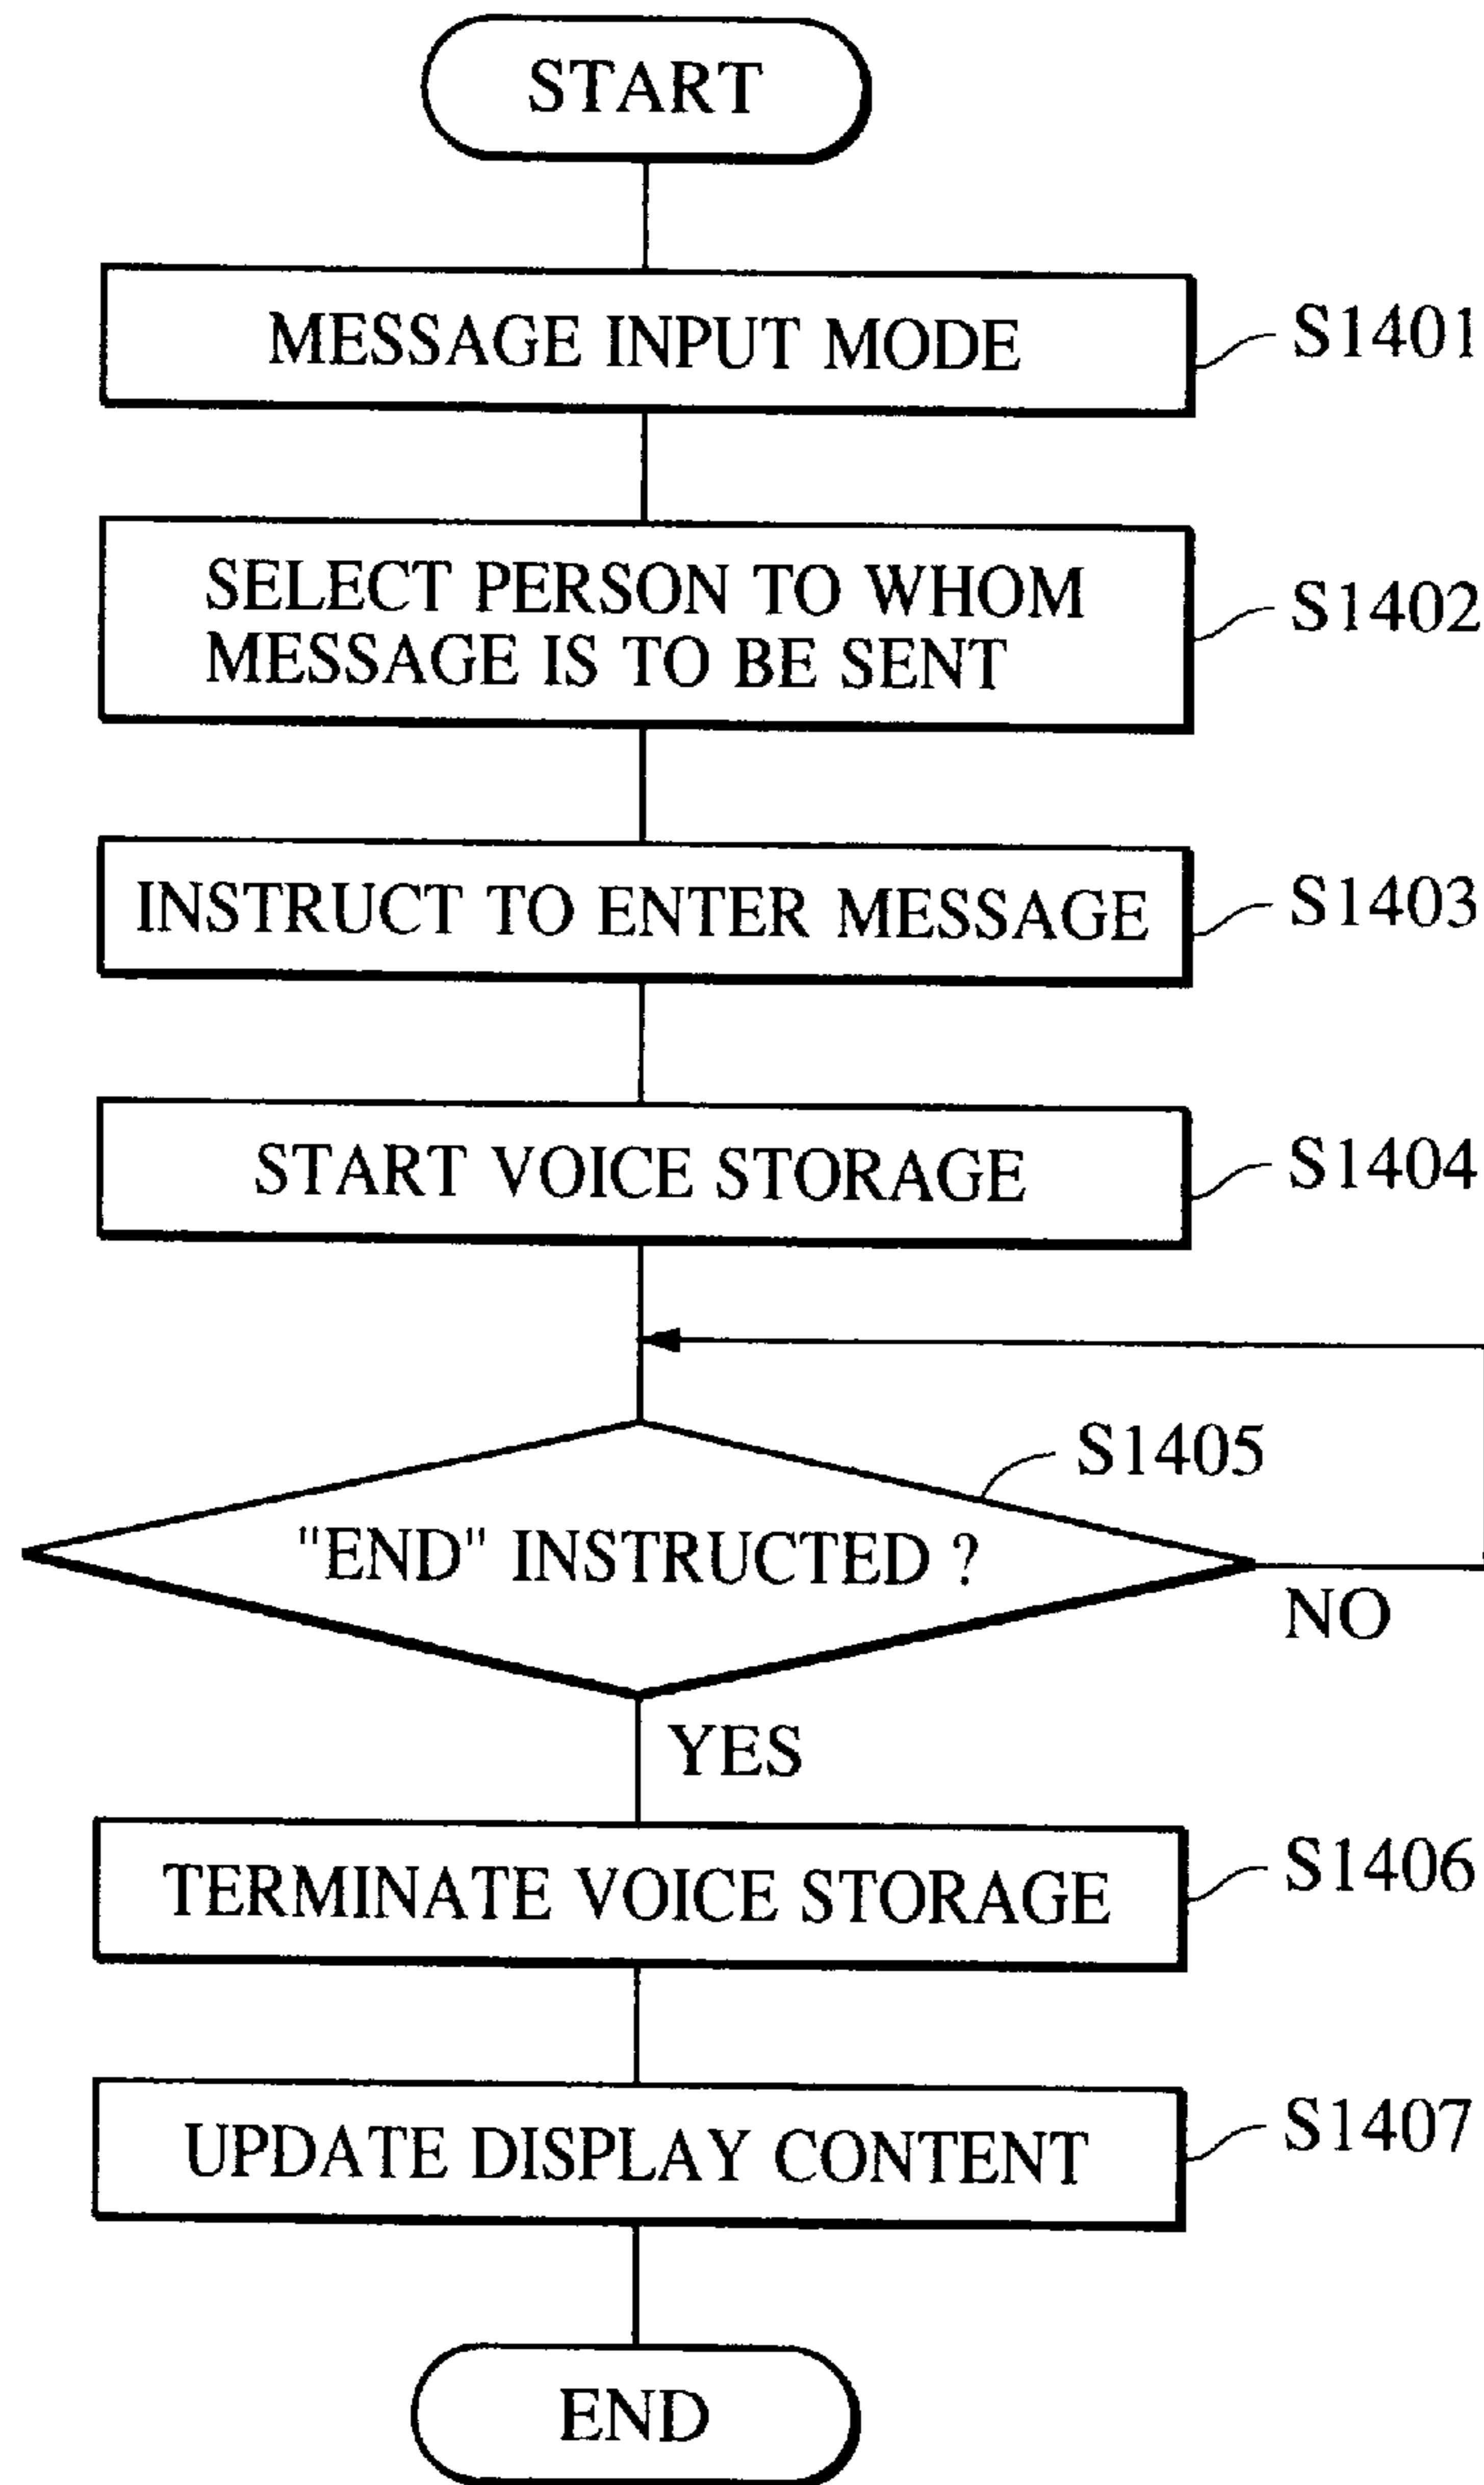 START
MESSAGE INPUT MODE
S1401
SELECT PERSON TO WHOM
MESSAGE IS TO BE SENT
S1402
INSTRUCT TO ENTER MESSAGE
S1403
START VOICE STORAGE
S1404
S1405
"END" INSTRUCTED ?
NO
YES
TERMINATE VOICE STORAGE
S1406
UPDATE DISPLAY CONTENT
S1407
END